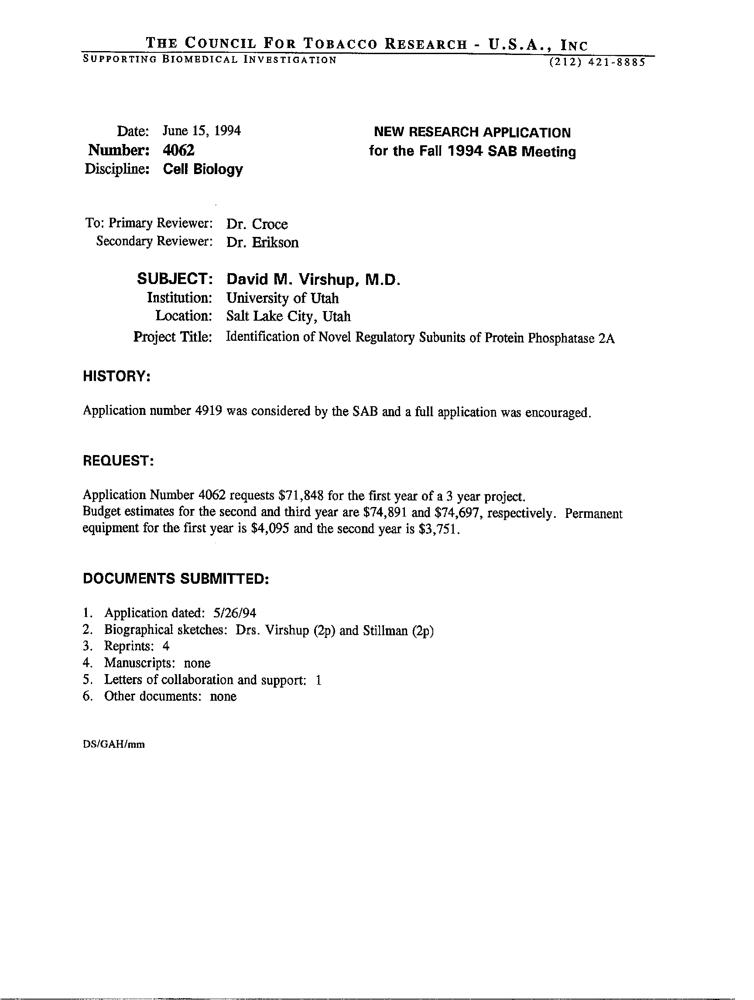 THE COUNCIL FOR TOBACCO RESEARCH - U.S.A., INC
SUPPORTING BIOMEDICAL INVESTIGATION (212) 421-8885
Date: June 15, 1994 NEW RESEARCH APPLICATION
Number: 4062 for the Fall 1994 SAB Meeting
Discipline: Cell Biology
To: Primary Reviewer: Dr. Croce
Secondary Reviewer: Dr. Erikson
SUBJECT: David M. Virshup, M.D.
Institution: University of Utah
Location: Salt Lake City, Utah
Project Title: Identification of Novel Regulatory Subunits of Protein Phosphatase 2A
HISTORY:
Application number 4919 was considered by the SAB and a full application was encouraged.
REQUEST:
Application Number 4062 requests $71,848 for the first year of a 3 year project.
Budget estimates for the second and third year are $74,891 and $74,697, respectively. Permanent
equipment for the first year is $4,095 and the second year is $3,751.
DOCUMENTS SUBMITTED:
1. Application dated: 5/26/94
2. Biographical sketches: Drs. Virshup (2p) and Stillman (2p)
3. Reprints: 4
4. Manuscripts: none
5. Letters of collaboration and support: 1
6. Other documents: none
DS/GAH/mm